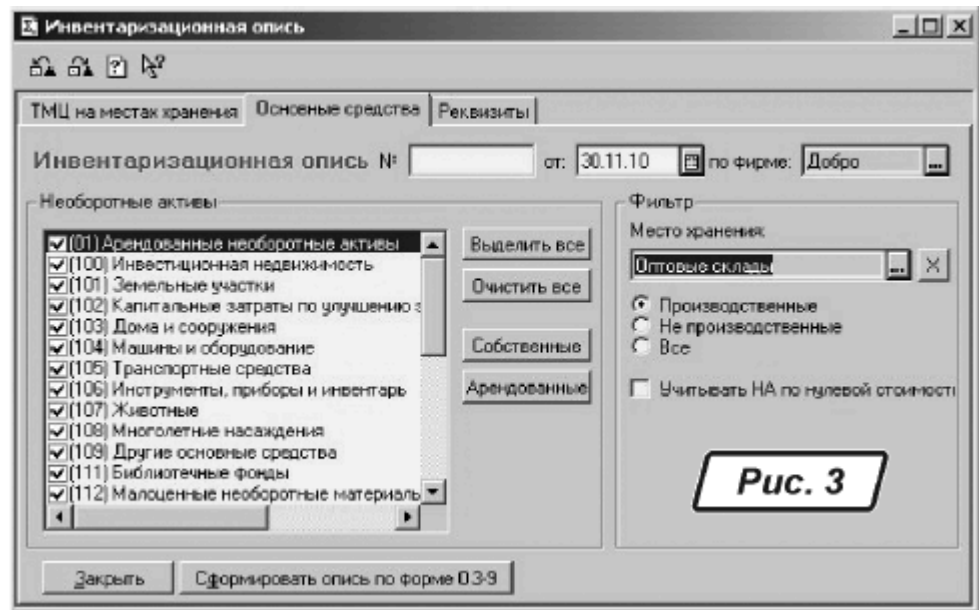 Инвентаризационная опись
ТМЦ на местах хранения Основные средства Реквизиты
Инвентаризационная опись № от: 30.11.10 по фирме: Добро ...
Необоротные активы
(01) Арендованные необоротные активы
(100) Инвестиционная недвижимость
(101) Земельные участки
(102) Капитальные затраты по улучшению з
(103) Дома и сооружения
(104) Машины и оборудование
(105) Транспортные средства
(106) Инструменты, приборы и инвентарь
(107) Животные
(108) Многолетние насаждения
(109) Другие основные средства
(111) Библиотечные фонды
(112) Малоценные необоротные материаль
Выделить все
Очистить все
Собственные
Арендованные
Фильтр
Место хранения:
Оптовые склады ... X
Производственные
Не производственные
Все
Учитывать НА по нулевой стоимости
Рис. 3
Закрыть Сформировать опись по форме ОЗ-9